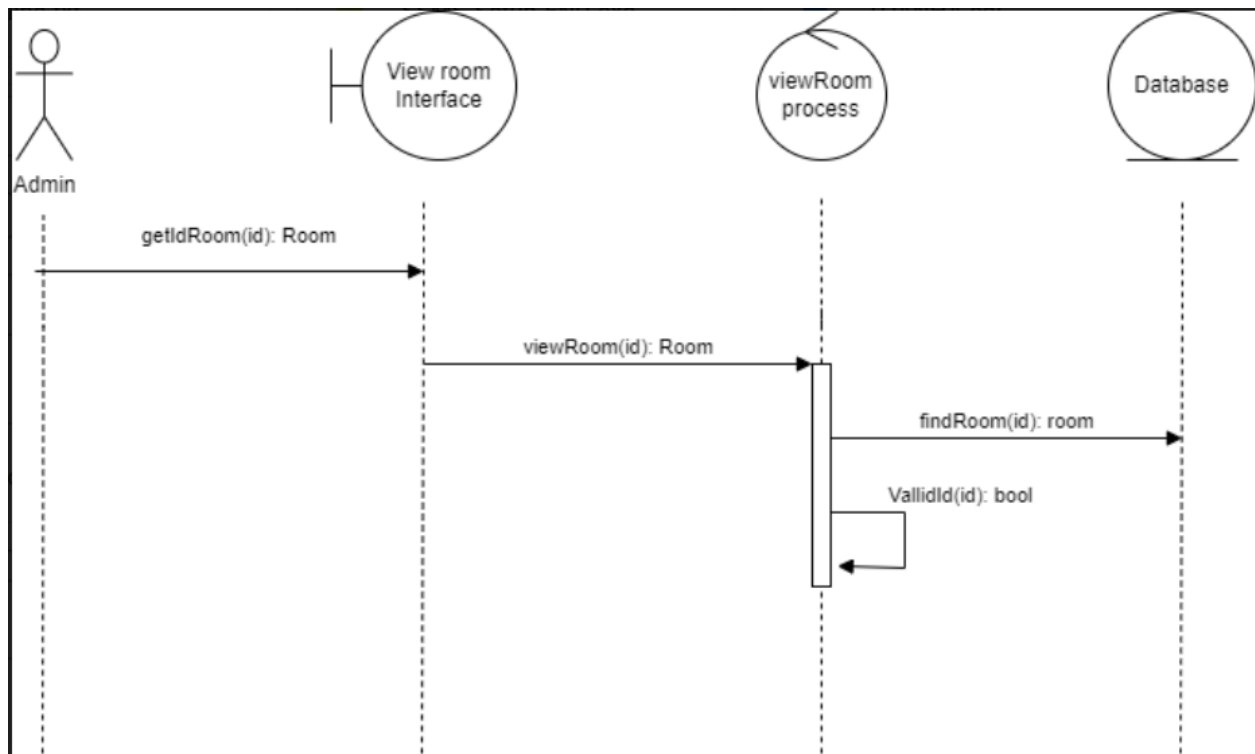 View room
Interface
viewRoom
process
Database
Admin
getIdRoom(id): Room
viewRoom(id): Room
findRoom(id): room
VallidId(id): bool